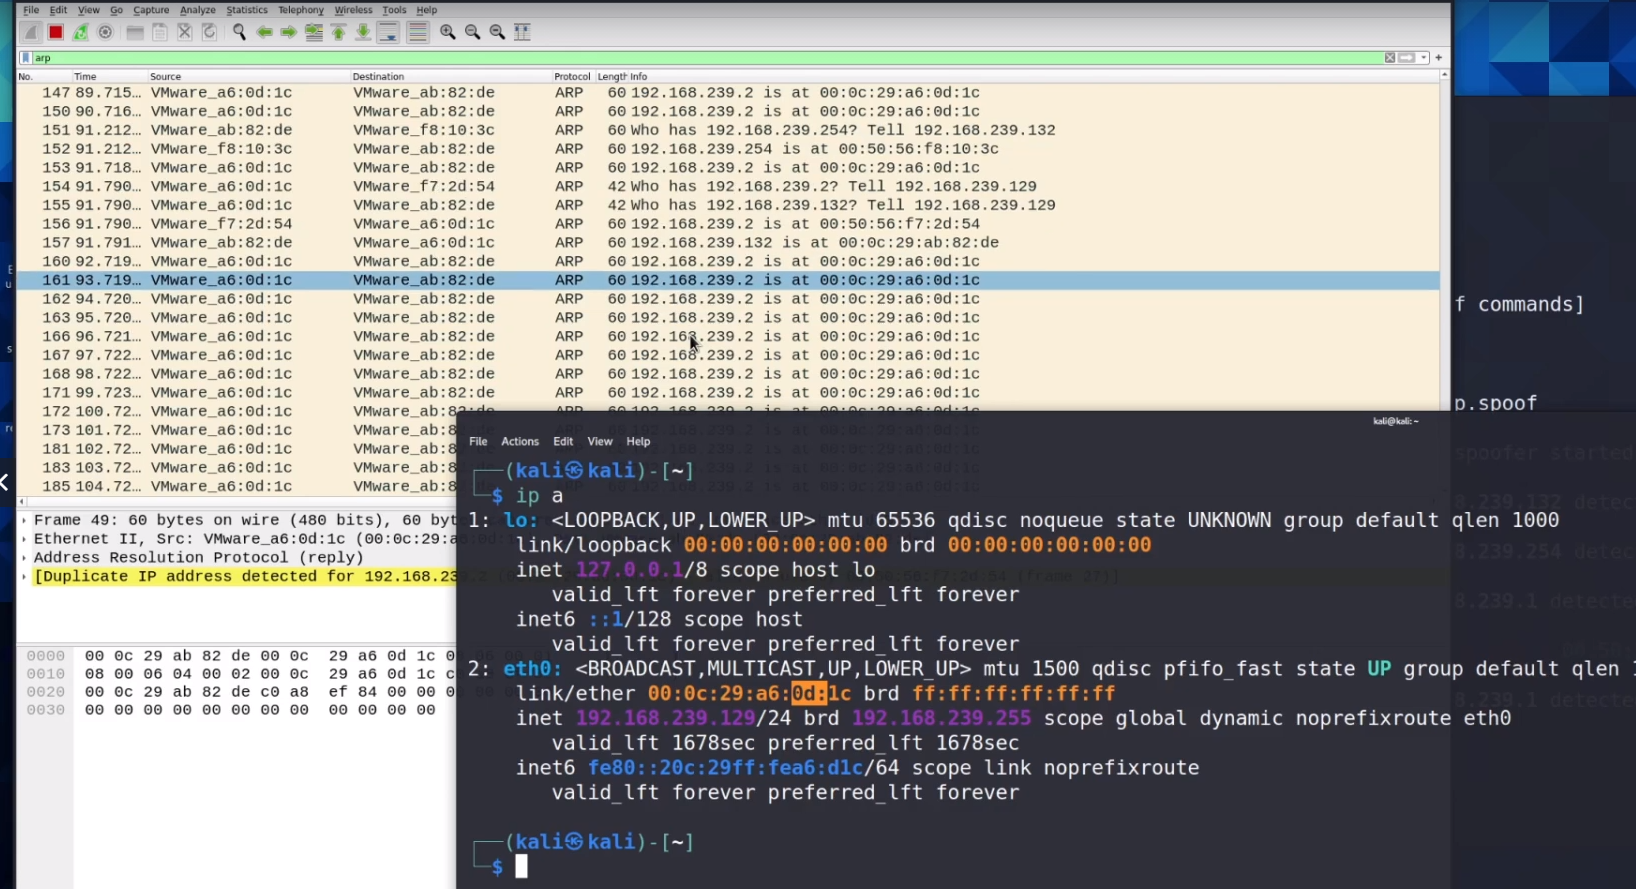 File Edit View Go Capture Analyze Statistics Telephony Wireless Tools Help
arp
No. Time Source Destination Protocol Length Info
147 89.715… VMware_a6:0d:1c VMware_ab:82:de ARP 60 192.168.239.2 is at 00:0c:29:a6:0d:1c
150 90.716… VMware_a6:0d:1c VMware_ab:82:de ARP 60 192.168.239.2 is at 00:0c:29:a6:0d:1c
151 91.212… VMware_ab:82:de VMware_f8:10:3c ARP 60 Who has 192.168.239.254? Tell 192.168.239.132
152 91.212… VMware_f8:10:3c VMware_ab:82:de ARP 60 192.168.239.254 is at 00:50:56:f8:10:3c
153 91.718… VMware_a6:0d:1c VMware_ab:82:de ARP 60 192.168.239.2 is at 00:0c:29:a6:0d:1c
154 91.790… VMware_a6:0d:1c VMware_f7:2d:54 ARP 42 Who has 192.168.239.2? Tell 192.168.239.129
155 91.790… VMware_a6:0d:1c VMware_ab:82:de ARP 42 Who has 192.168.239.132? Tell 192.168.239.129
156 91.790… VMware_f7:2d:54 VMware_a6:0d:1c ARP 60 192.168.239.2 is at 00:50:56:f7:2d:54
157 91.791… VMware_ab:82:de VMware_a6:0d:1c ARP 60 192.168.239.132 is at 00:0c:29:ab:82:de
160 92.719… VMware_a6:0d:1c VMware_ab:82:de ARP 60 192.168.239.2 is at 00:0c:29:a6:0d:1c
161 93.719… VMware_a6:0d:1c VMware_ab:82:de ARP 60 192.168.239.2 is at 00:0c:29:a6:0d:1c
162 94.720… VMware_a6:0d:1c VMware_ab:82:de ARP 60 192.168.239.2 is at 00:0c:29:a6:0d:1c
163 95.720… VMware_a6:0d:1c VMware_ab:82:de ARP 60 192.168.239.2 is at 00:0c:29:a6:0d:1c
f commands]
166 96.721… VMware_a6:0d:1c VMware_ab:82:de ARP 60 192.168.239.2 is at 00:0c:29:a6:0d:1c
167 97.722… VMware_a6:0d:1c VMware_ab:82:de ARP 60 192.168.239.2 is at 00:0c:29:a6:0d:1c
168 98.722… VMware_a6:0d:1c VMware_ab:82:de ARP 60 192.168.239.2 is at 00:0c:29:a6:0d:1c
171 99.723… VMware_a6:0d:1c VMware_ab:82:de ARP 60 192.168.239.2 is at 00:0c:29:a6:0d:1c
p.spoof
172 100.72… VMware_a6:0d:1c VMware_ab:82:de ARP 60 192.168.239.2 is at 00:0c:29:a6:0d:1c
173 101.72… VMware_a6:0d:1c VMware_ab:8
181 102.72… VMware_a6:0d:1c VMware_ab:8
183 103.72… VMware_a6:0d:1c VMware_ab:8
185 104.72… VMware_a6:0d:1c VMware_ab:8
spoofer started
8.239.132 detec
8.239.254 detec
8.239.1 detecte
8.239.1 detecte
Frame 49: 60 bytes on wire (480 bits), 60 byt
Ethernet II, Src: VMware_a6:0d:1c (00:0c:29:a
Address Resolution Protocol (reply)
[Duplicate IP address detected for 192.168.23
0000 00 0c 29 ab 82 de 00 0c 29 a6 0d 1c 0
0010 08 00 06 04 00 02 00 0c 29 a6 0d 1c c
0020 00 0c 29 ab 82 de c0 a8 ef 84 00 00 0
0030 00 00 00 00 00 00 00 00 00 00 00 00
kali@kali: ~
File Actions Edit View Help
(kali㉿kali)-[~]
$ ip a
1: lo: <LOOPBACK,UP,LOWER_UP> mtu 65536 qdisc noqueue state UNKNOWN group default qlen 1000
link/loopback 00:00:00:00:00:00 brd 00:00:00:00:00:00
inet 127.0.0.1/8 scope host lo
valid_lft forever preferred_lft forever
inet6 ::1/128 scope host
valid_lft forever preferred_lft forever
2: eth0: <BROADCAST,MULTICAST,UP,LOWER_UP> mtu 1500 qdisc pfifo_fast state UP group default qlen 1
link/ether 00:0c:29:a6:0d:1c brd ff:ff:ff:ff:ff:ff
inet 192.168.239.129/24 brd 192.168.239.255 scope global dynamic noprefixroute eth0
valid_lft 1678sec preferred_lft 1678sec
inet6 fe80::20c:29ff:fea6:d1c/64 scope link noprefixroute
valid_lft forever preferred_lft forever
(kali㉿kali)-[~]
$